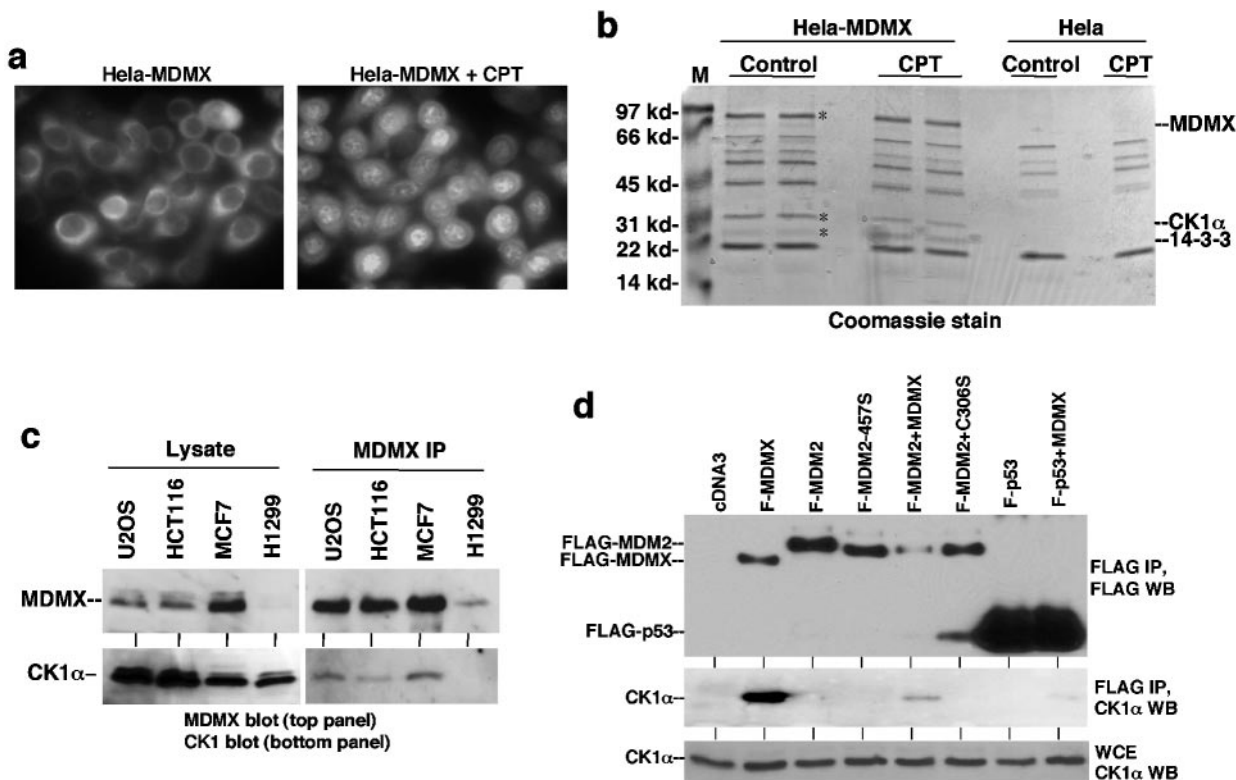 a
Hela-MDMX
Hela-MDMX + CPT
b
Hela-MDMX
Hela
M
Control
CPT
Control
CPT
97 kd-
66 kd-
45 kd-
31 kd-
22 kd-
14 kd-
*
*
*
--MDMX
CK1α
14-3-3
Coomassie stain
c
Lysate
MDMX IP
U2OS
HCT116
MCF7
H1299
U2OS
HCT116
MCF7
H1299
MDMX--
CK1α–
MDMX blot (top panel)
CK1 blot (bottom panel)
d
cDNA3
F-MDMX
F-MDM2
F-MDM2-457S
F-MDM2+MDMX
F-MDM2+C306S
F-p53
F-p53+MDMX
FLAG-MDM2--
FLAG-MDMX--
FLAG-p53--
FLAG IP,
FLAG WB
CK1α--
FLAG IP,
CK1α WB
CK1α--
WCE
CK1α WB